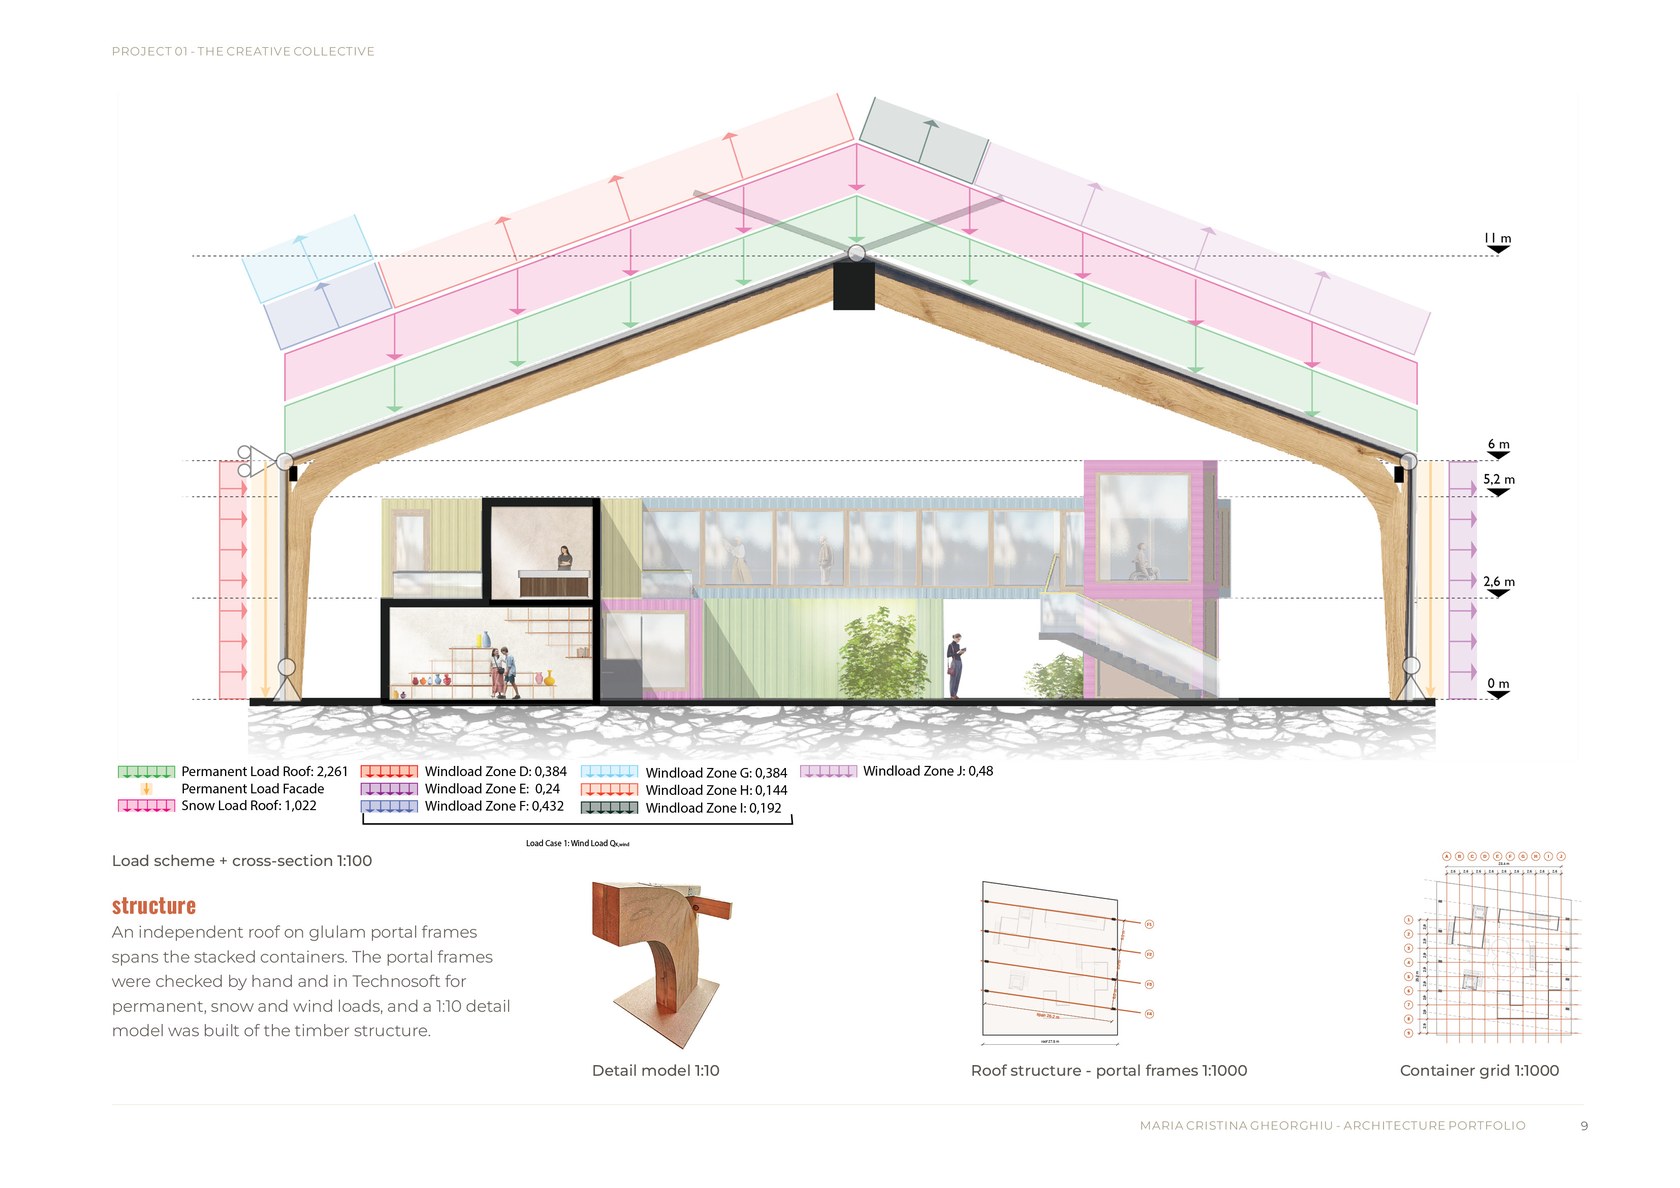 PROJECT 01 - THE CREATIVE COLLECTIVE
11 m
6 m
5,2 m
2,6 m
0 m
Permanent Load Roof: 2,261
Permanent Load Facade
Snow Load Roof: 1,022
Windload Zone D: 0,384
Windload Zone E: 0,24
Windload Zone F: 0,432
Windload Zone G: 0,384
Windload Zone H: 0,144
Windload Zone I: 0,192
Windload Zone J: 0,48
Load Case 1: Wind Load Qk,wind
Load scheme + cross-section 1:100
structure
An independent roof on glulam portal frames
spans the stacked containers. The portal frames
were checked by hand and in Technosoft for
permanent, snow and wind loads, and a 1:10 detail
model was built of the timber structure.
Detail model 1:10
Roof structure - portal frames 1:1000
Container grid 1:1000
MARIA CRISTINA GHEORGHIU - ARCHITECTURE PORTFOLIO
9